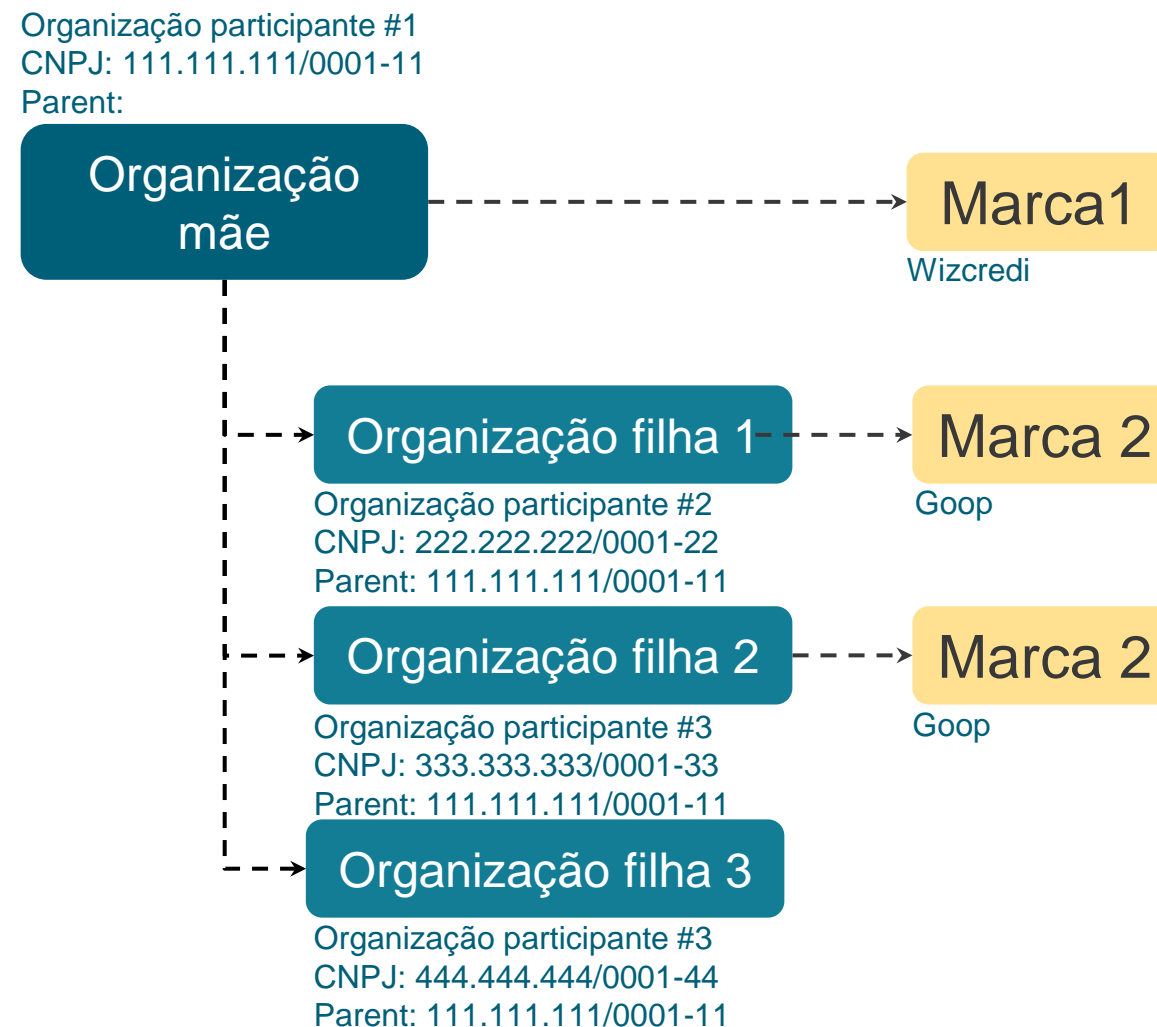 Organização participante #1
CNPJ: 111.111.111/0001-11
Parent:
Organização
mãe
Marca1
Wizcredi
Organização filha 1
Marca 2
Organização participante #2
CNPJ: 222.222.222/0001-22
Parent: 111.111.111/0001-11
Goop
Organização filha 2
Marca 2
Organização participante #3
CNPJ: 333.333.333/0001-33
Parent: 111.111.111/0001-11
Goop
Organização filha 3
Organização participante #3
CNPJ: 444.444.444/0001-44
Parent: 111.111.111/0001-11